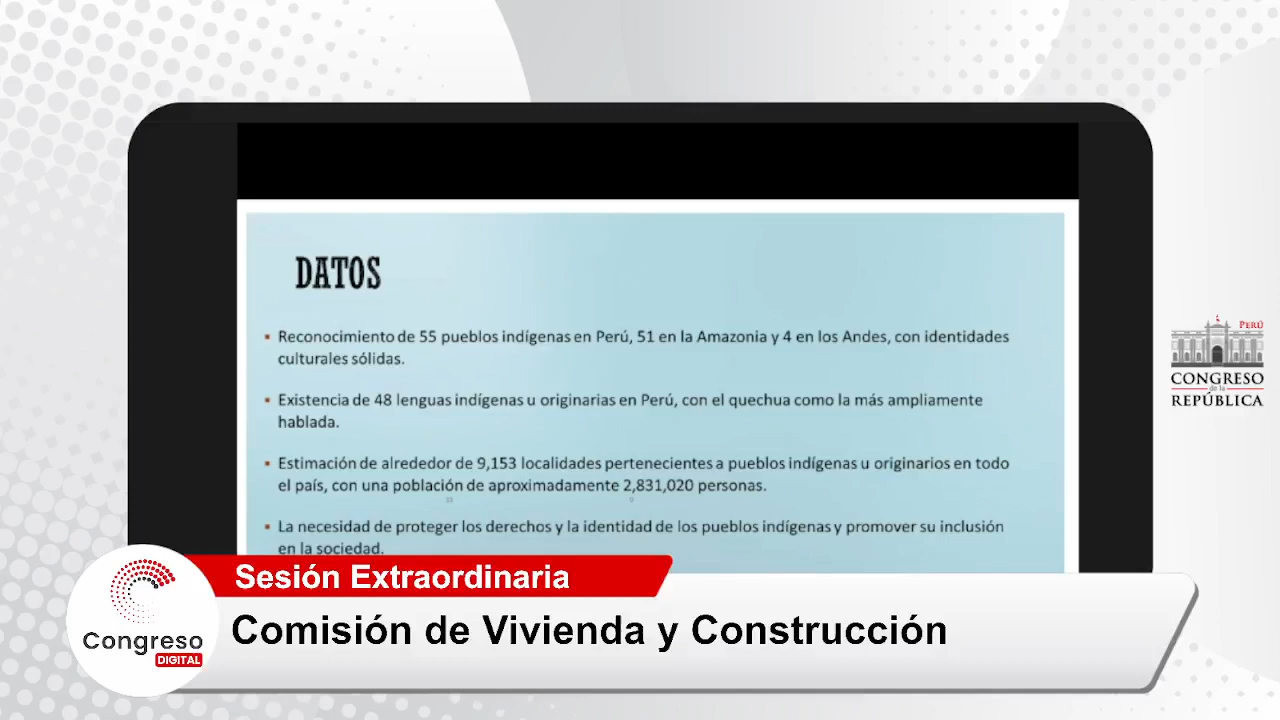 DATOS
▪ Reconocimiento de 55 pueblos indígenas en Perú, 51 en la Amazonia y 4 en los Andes, con identidades
culturales sólidas.
▪ Existencia de 48 lenguas indígenas u originarias en Perú, con el quechua como la más ampliamente
hablada.
▪ Estimación de alrededor de 9,153 localidades pertenecientes a pueblos indígenas u originarios en todo
el país, con una población de aproximadamente 2,831,020 personas.
▪ La necesidad de proteger los derechos y la identidad de los pueblos indígenas y promover su inclusión
en la sociedad.
PERÚ
CONGRESO
de la
REPÚBLICA
Sesión Extraordinaria
Comisión de Vivienda y Construcción
Congreso
DIGITAL